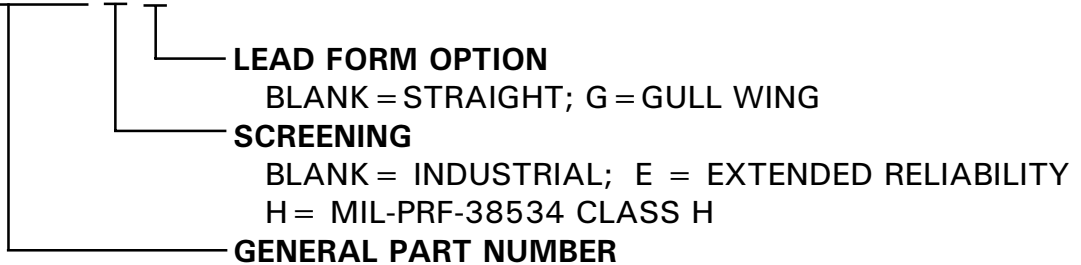 LEAD FORM OPTION
BLANK = STRAIGHT; G = GULL WING
SCREENING
BLANK = INDUSTRIAL; E = EXTENDED RELIABILITY
H = MIL-PRF-38534 CLASS H
GENERAL PART NUMBER